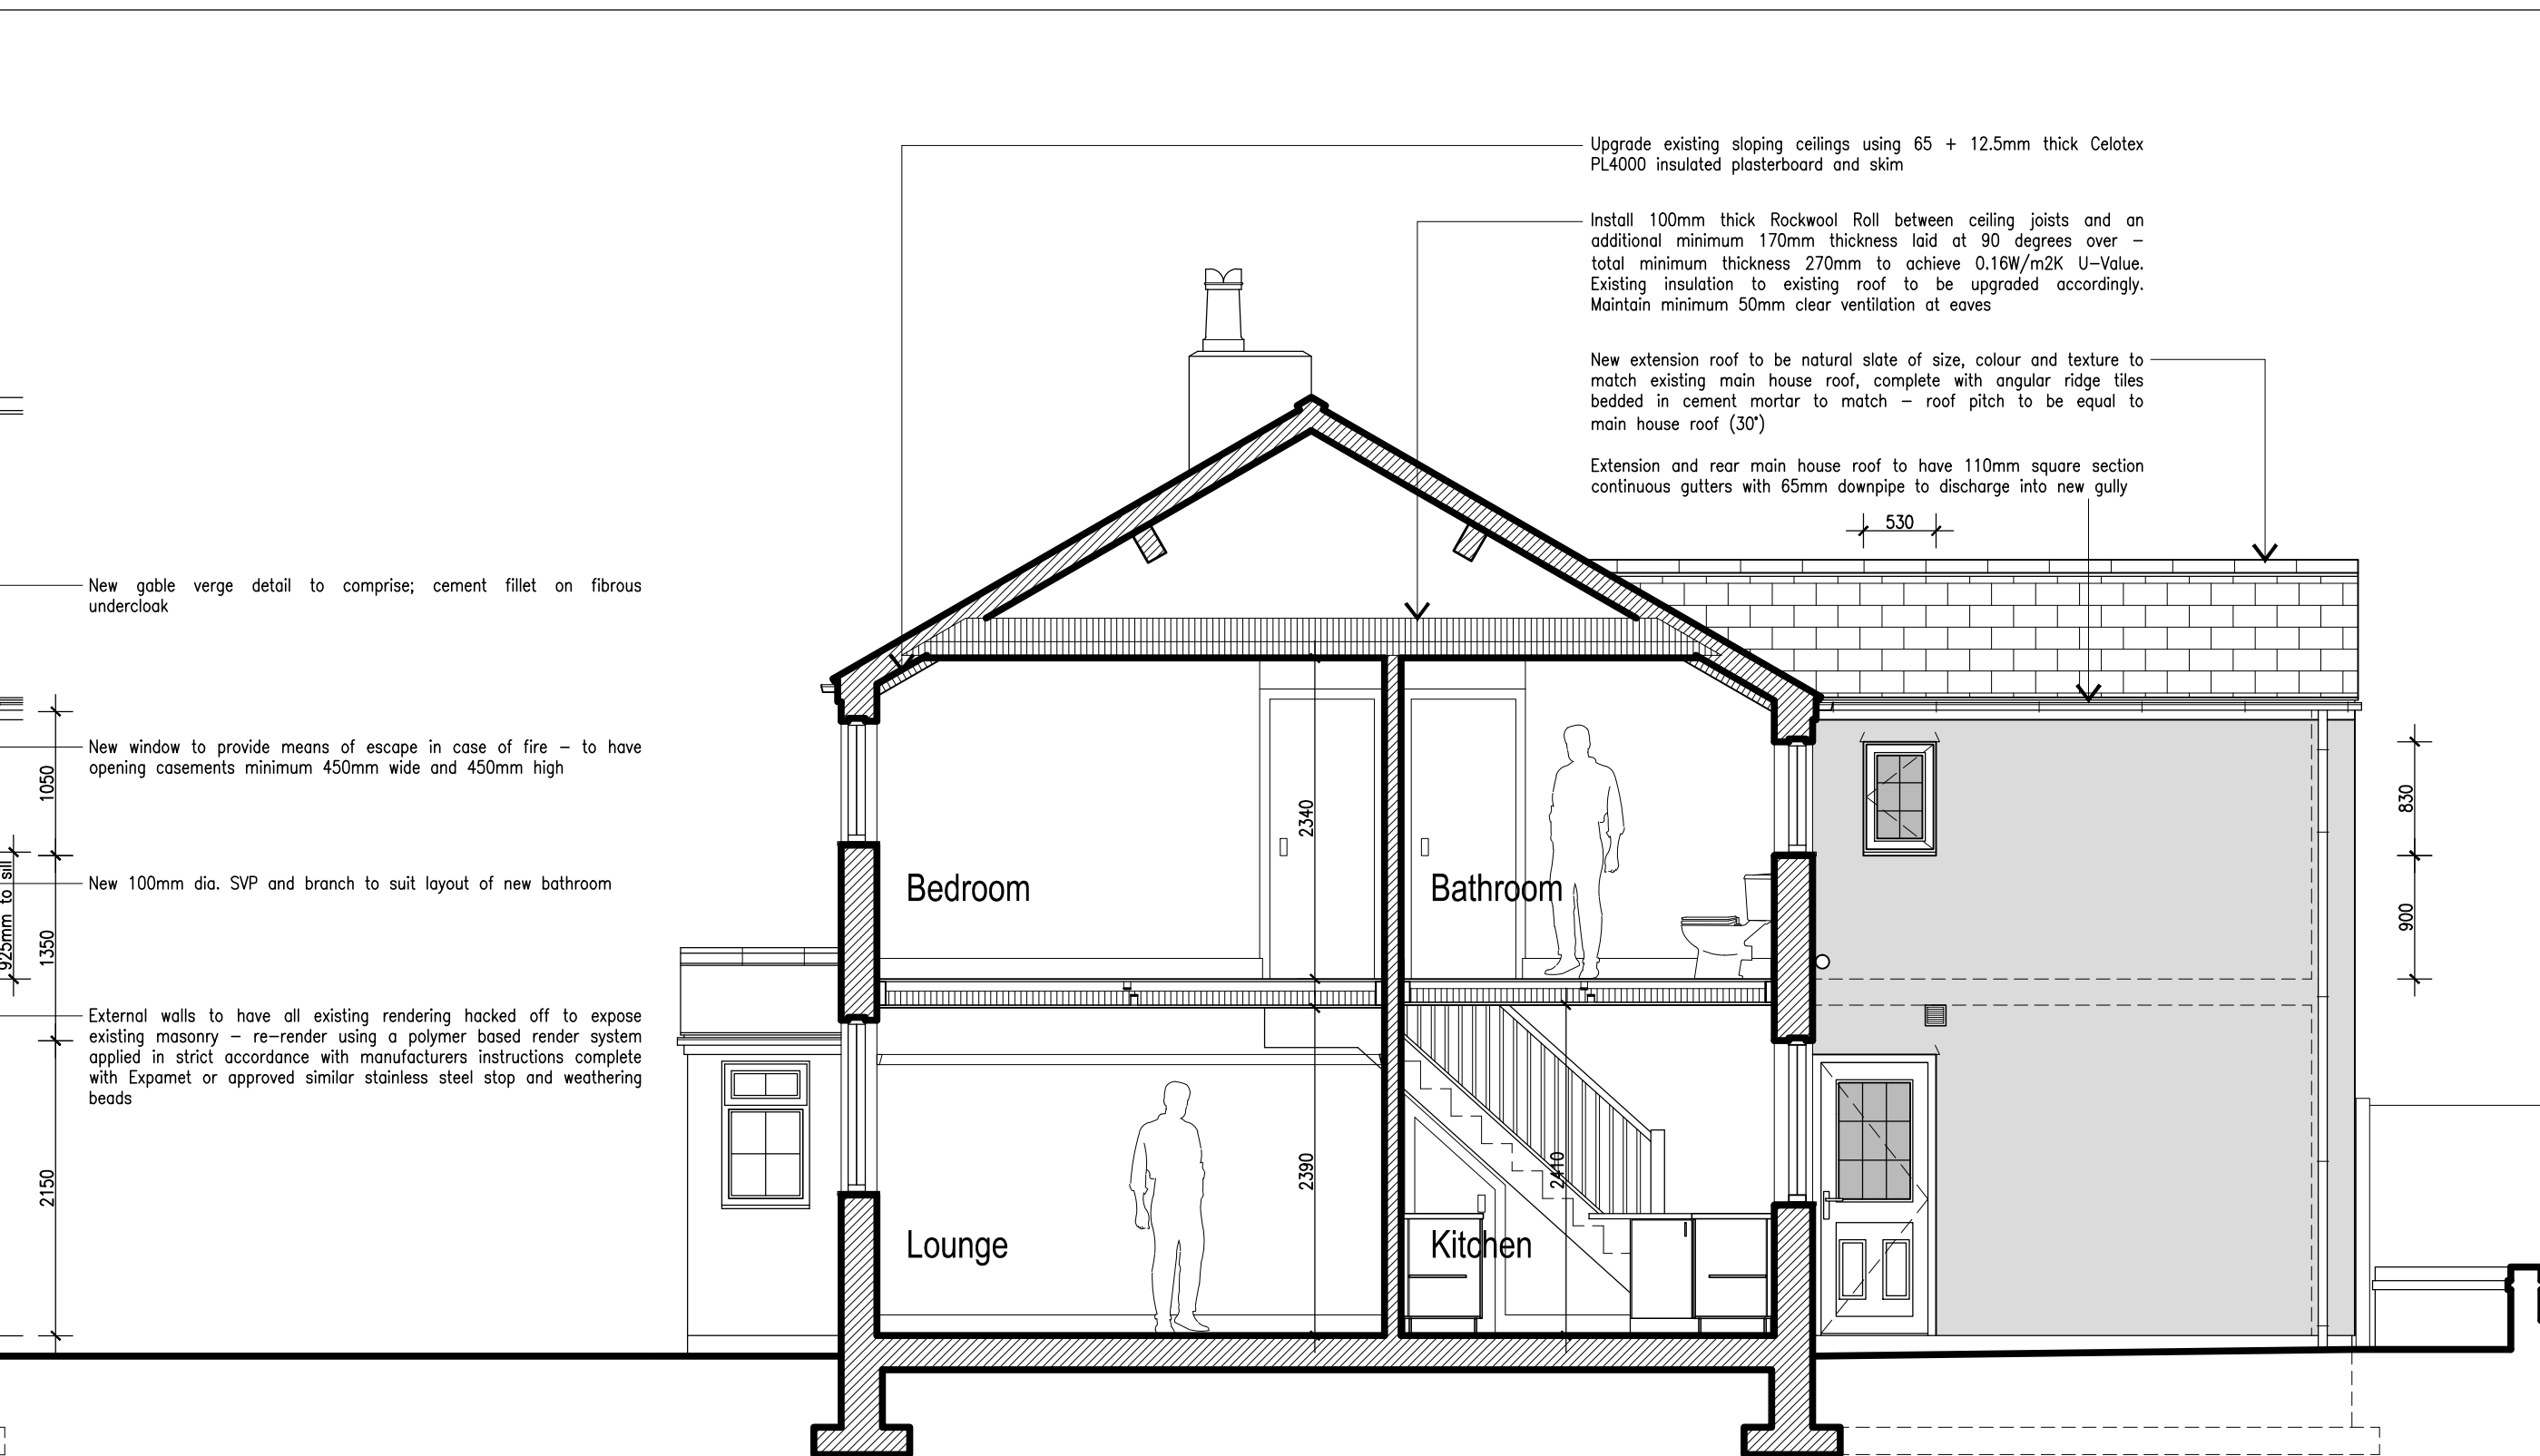 Upgrade existing sloping ceilings using 65 + 12.5mm thick Celotex
PL4000 insulated plasterboard and skim
Install 100mm thick Rockwool Roll between ceiling joists and an
additional minimum 170mm thickness laid at 90 degrees over –
total minimum thickness 270mm to achieve 0.16W/m2K U–Value.
Existing insulation to existing roof to be upgraded accordingly.
Maintain minimum 50mm clear ventilation at eaves
New extension roof to be natural slate of size, colour and texture to
match existing main house roof, complete with angular ridge tiles
bedded in cement mortar to match – roof pitch to be equal to
main house roof (30°)
Extension and rear main house roof to have 110mm square section
continuous gutters with 65mm downpipe to discharge into new gully
530
New gable verge detail to comprise; cement fillet on fibrous
undercloak
New window to provide means of escape in case of fire – to have
opening casements minimum 450mm wide and 450mm high
New 100mm dia. SVP and branch to suit layout of new bathroom
External walls to have all existing rendering hacked off to expose
existing masonry – re–render using a polymer based render system
applied in strict accordance with manufacturers instructions complete
with Expamet or approved similar stainless steel stop and weathering
beads
925mm to sill
1050
1350
2150
Bedroom
2340
Bathroom
Lounge
2390
Kitchen
2410
830
900